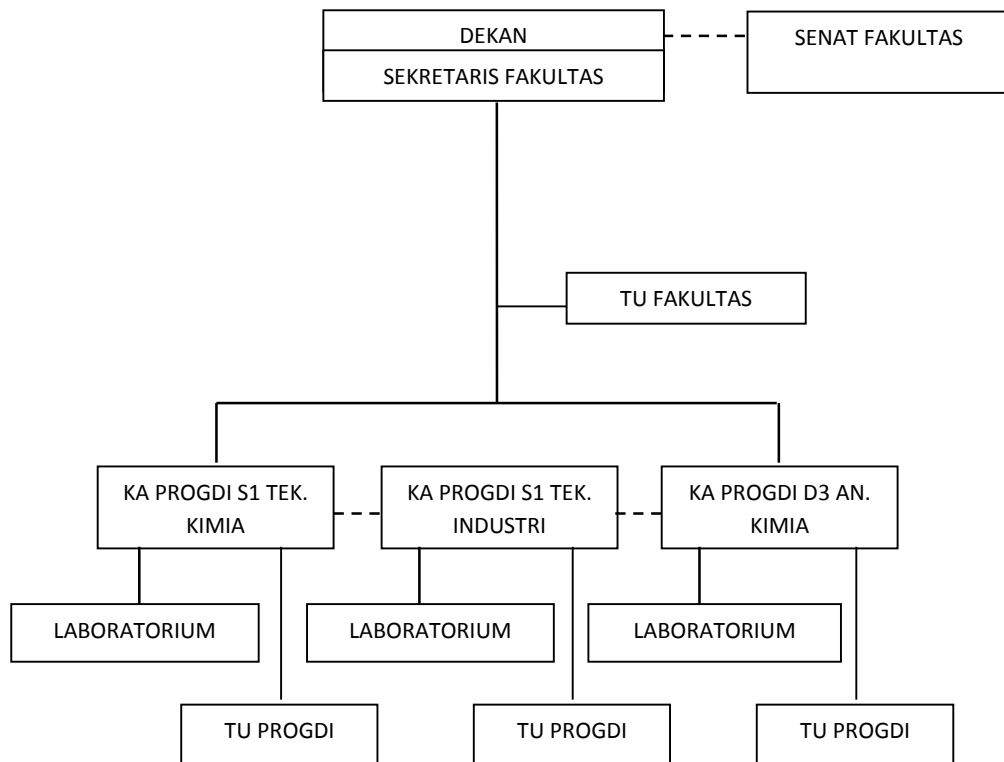 DEKAN
SENAT FAKULTAS
SEKRETARIS FAKULTAS
TU FAKULTAS
KA PROGDI S1 TEK.
KIMIA
KA PROGDI S1 TEK.
INDUSTRI
KA PROGDI D3 AN.
KIMIA
LABORATORIUM
LABORATORIUM
LABORATORIUM
TU PROGDI
TU PROGDI
TU PROGDI